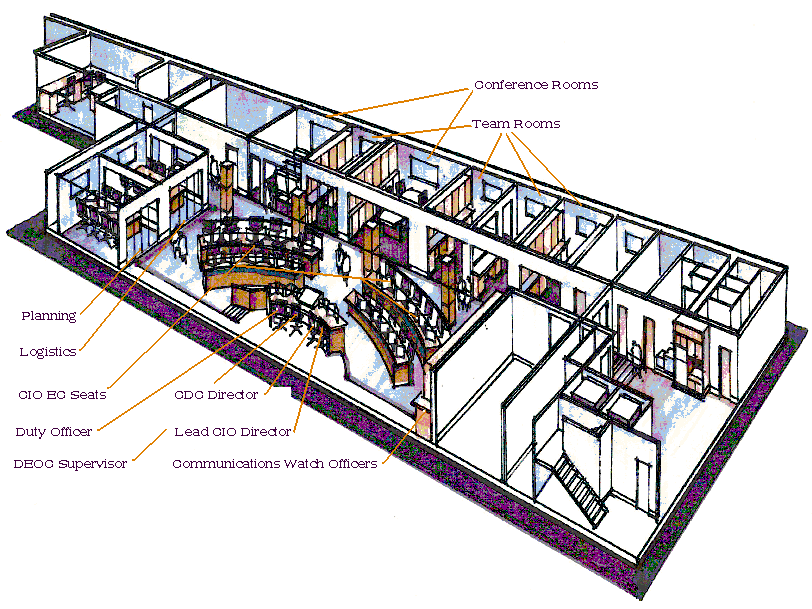 Conference Rooms
Team Rooms
Planning
Logistics
CIO EC Seats
CDC Director
Duty Officer
Lead CIO Director
DEOC Supervisor
Communications Watch Officers